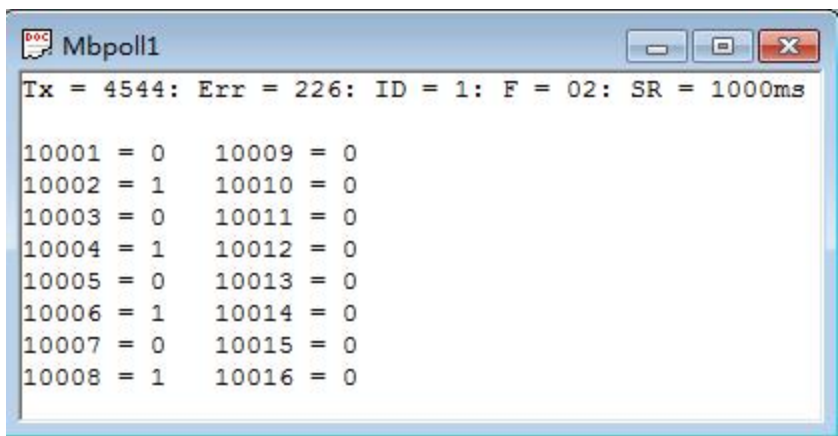 DOC
Mbpoll1
Tx = 4544: Err = 226: ID = 1: F = 02: SR = 1000ms
10001 = 0   10009 = 0
10002 = 1   10010 = 0
10003 = 0   10011 = 0
10004 = 1   10012 = 0
10005 = 0   10013 = 0
10006 = 1   10014 = 0
10007 = 0   10015 = 0
10008 = 1   10016 = 0